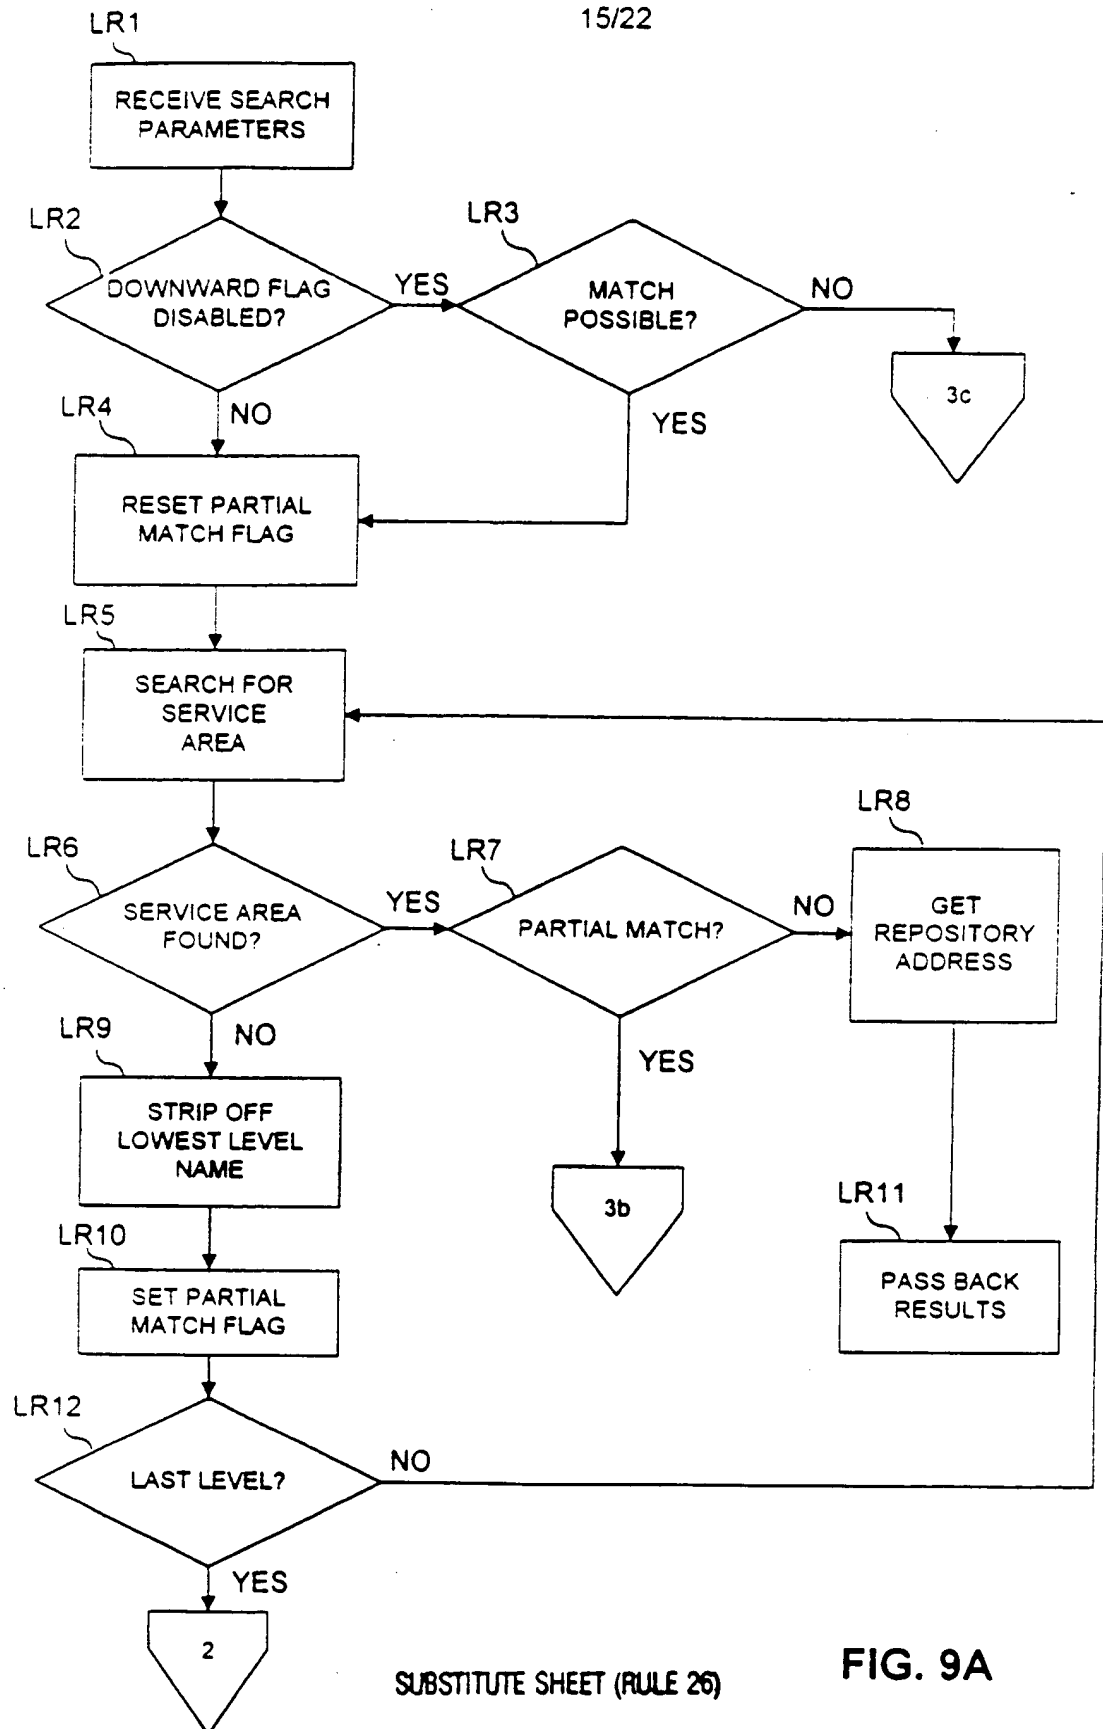 15/22
LR1
RECEIVE SEARCH
PARAMETERS
LR2
DOWNWARD FLAG
DISABLED?
YES
LR3
MATCH
POSSIBLE?
NO
3c
NO
YES
LR4
RESET PARTIAL
MATCH FLAG
LR5
SEARCH FOR
SERVICE
AREA
LR6
SERVICE AREA
FOUND?
YES
LR7
PARTIAL MATCH?
NO
LR8
GET
REPOSITORY
ADDRESS
NO
YES
LR9
STRIP OFF
LOWEST LEVEL
NAME
3b
LR11
PASS BACK
RESULTS
LR10
SET PARTIAL
MATCH FLAG
LR12
LAST LEVEL?
NO
YES
2
SUBSTITUTE SHEET (RULE 26)
FIG. 9A